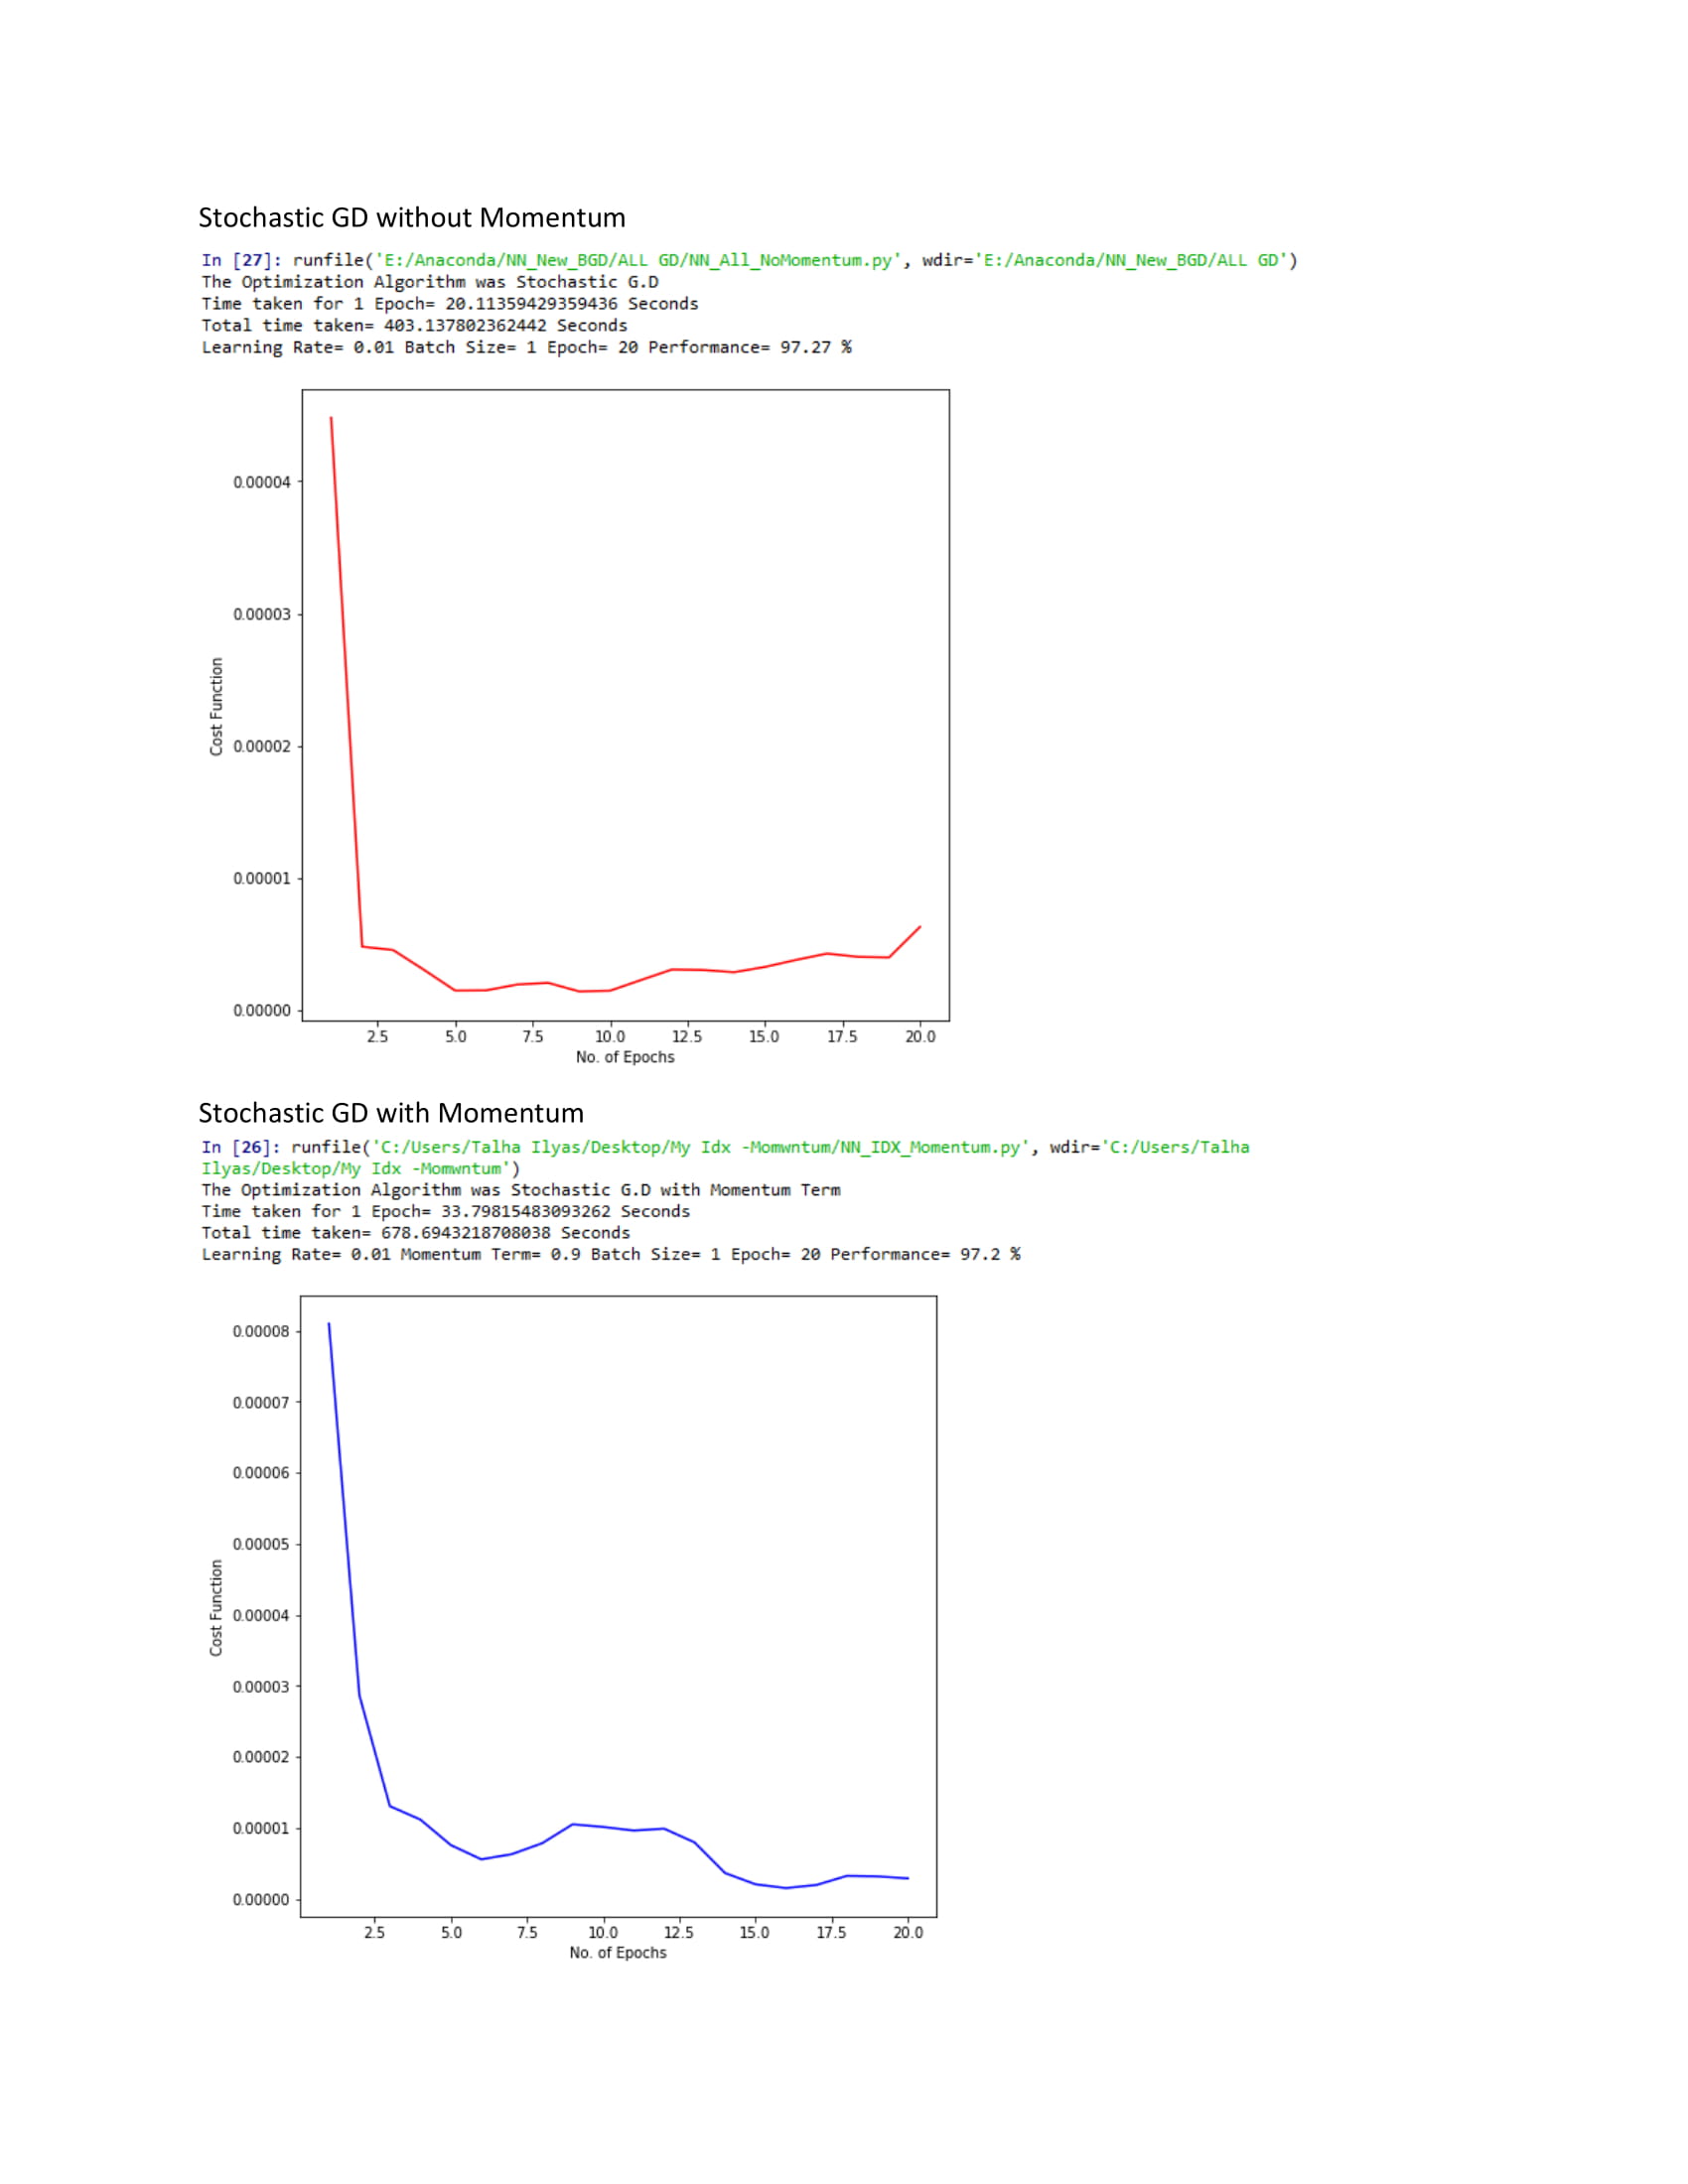 Stochastic GD without Momentum
In [27]: runfile('E:/Anaconda/NN_New_BGD/ALL GD/NN_All_NoMomentum.py', wdir='E:/Anaconda/NN_New_BGD/ALL GD')
The Optimization Algorithm was Stochastic G.D
Time taken for 1 Epoch= 20.11359429359436 Seconds
Total time taken= 403.137802362442 Seconds
Learning Rate= 0.01 Batch Size= 1 Epoch= 20 Performance= 97.27 %
0.00004
0.00003
Cost Function
0.00002
0.00001
0.00000
2.5 5.0 7.5 10.0 12.5 15.0 17.5 20.0
No. of Epochs
Stochastic GD with Momentum
In [26]: runfile('C:/Users/Talha Ilyas/Desktop/My Idx -Momwntum/NN_IDX_Momentum.py', wdir='C:/Users/Talha
Ilyas/Desktop/My Idx -Momwntum')
The Optimization Algorithm was Stochastic G.D with Momentum Term
Time taken for 1 Epoch= 33.79815483093262 Seconds
Total time taken= 678.6943218708038 Seconds
Learning Rate= 0.01 Momentum Term= 0.9 Batch Size= 1 Epoch= 20 Performance= 97.2 %
0.00008
0.00007
0.00006
0.00005
Cost Function
0.00004
0.00003
0.00002
0.00001
0.00000
2.5 5.0 7.5 10.0 12.5 15.0 17.5 20.0
No. of Epochs